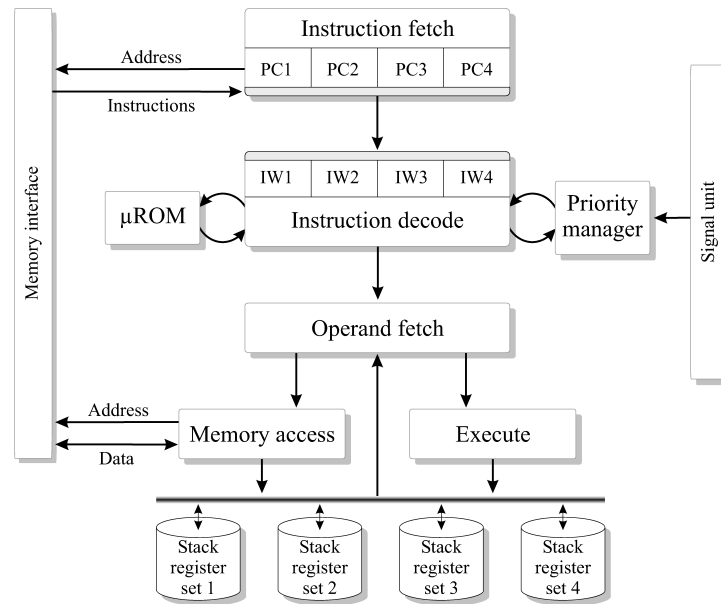 Instruction fetch
Address
PC1 PC2 PC3 PC4
Instructions
Memory interface
IW1 IW2 IW3 IW4
µROM
Instruction decode
Priority
manager
Signal unit
Operand fetch
Address
Memory access
Execute
Data
Stack
register
set 1
Stack
register
set 2
Stack
register
set 3
Stack
register
set 4